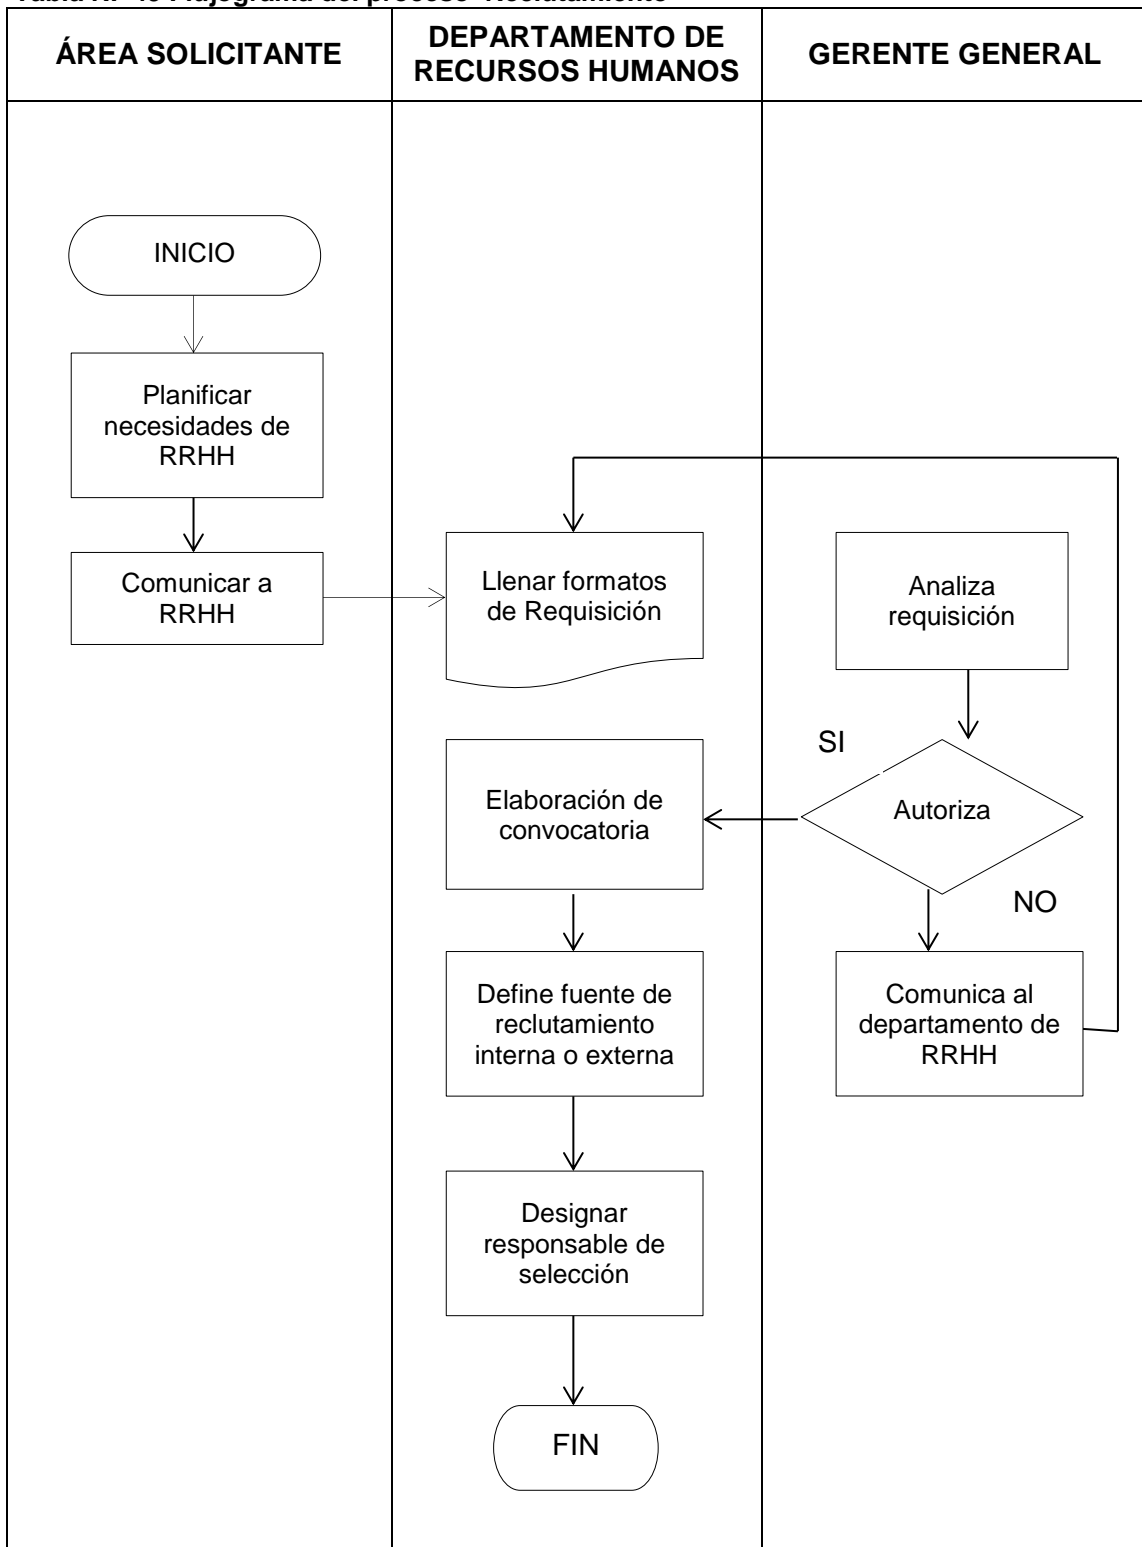 del proceso
ÁREA SOLICITANTE
DEPARTAMENTO DE
RECURSOS HUMANOS
GERENTE GENERAL
INICIO
Planificar
necesidades de
RRHH
Comunicar a
RRHH
Llenar formatos
de Requisición
Analiza
requisición
SI
Autoriza
NO
Elaboración de
convocatoria
Comunica al
departamento de
RRHH
Define fuente de
reclutamiento
interna o externa
Designar
responsable de
selección
FIN